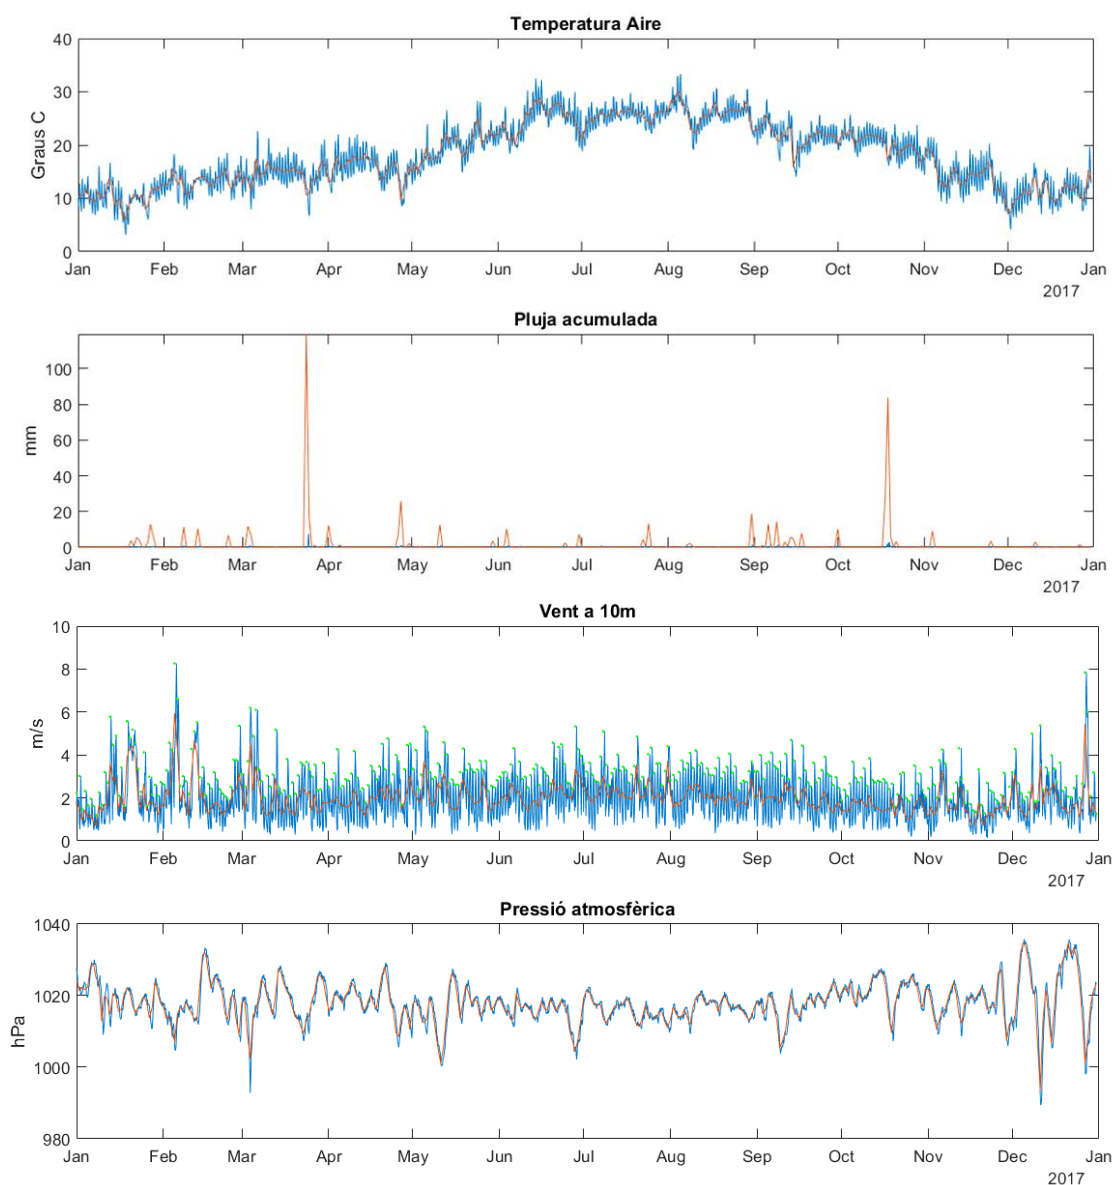 Temperatura Aire
40
30
20
10
0
Graus C
Jan Feb Mar Apr May Jun Jul Aug Sep Oct Nov Dec Jan
2017
Pluja acumulada
100
80
60
40
20
0
mm
Jan Feb Mar Apr May Jun Jul Aug Sep Oct Nov Dec Jan
2017
Vent a 10m
10
8
6
4
2
0
m/s
Jan Feb Mar Apr May Jun Jul Aug Sep Oct Nov Dec Jan
2017
Pressió atmosfèrica
1040
1020
1000
980
hPa
Jan Feb Mar Apr May Jun Jul Aug Sep Oct Nov Dec Jan
2017